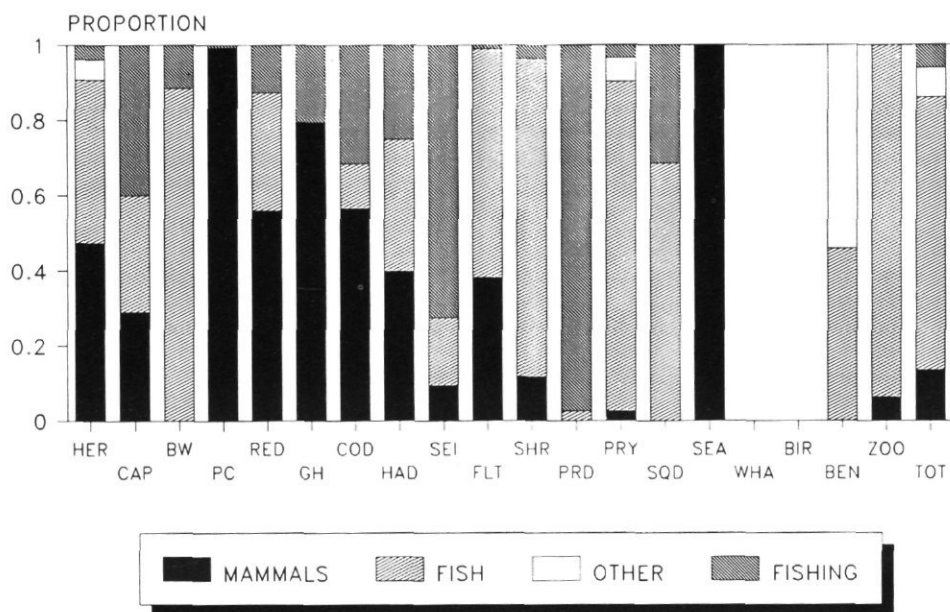 PROPORTION
1
0.8
0.6
0.4
0.2
0
HER BW RED COD SEI SHR PRY SEA BIR ZOO
CAP PC GH HAD FLT PRD SQD WHA BEN TOT
MAMMALS FISH OTHER FISHING